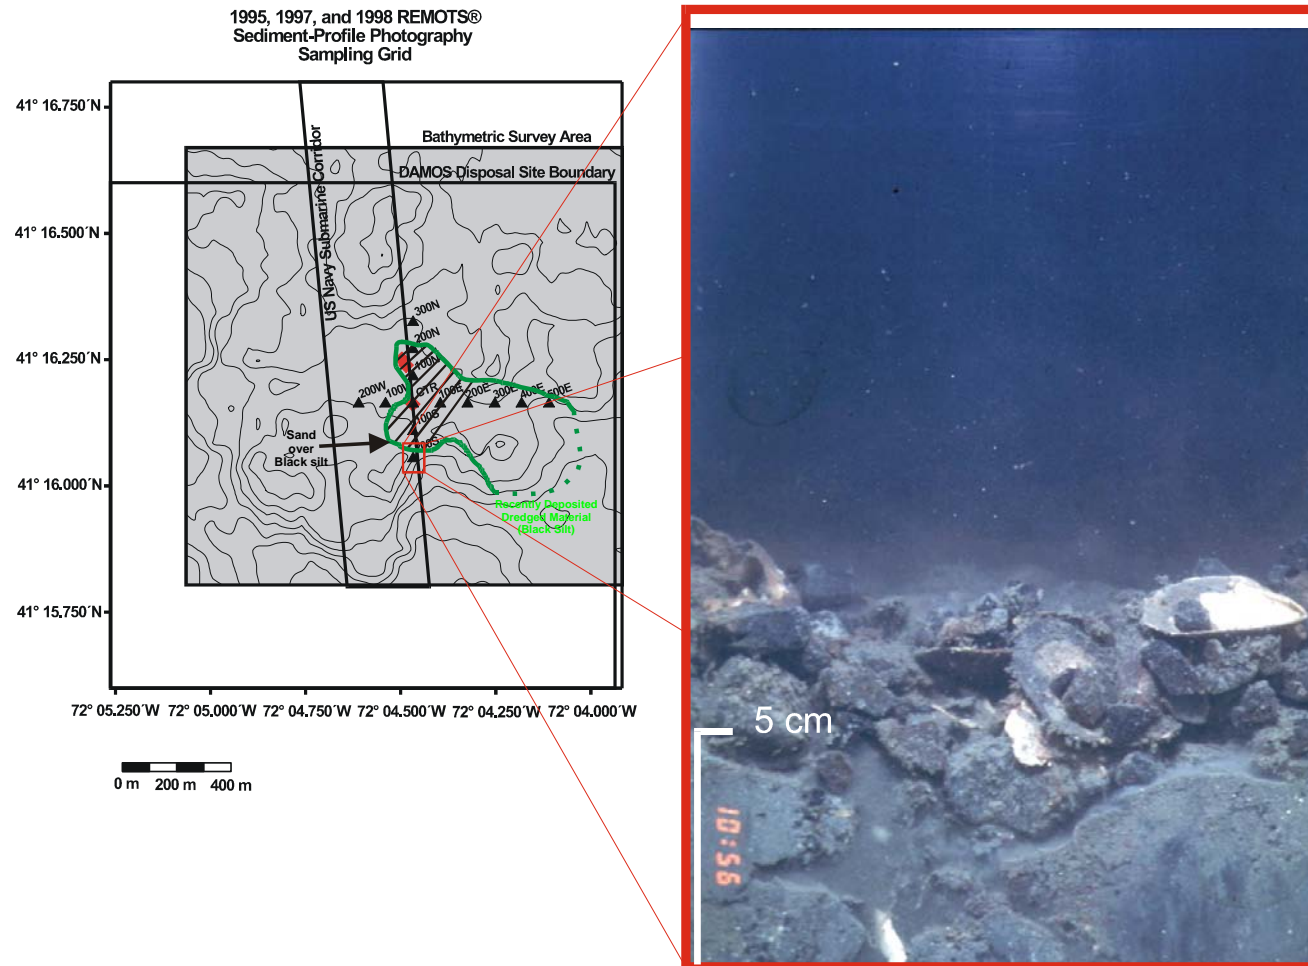 1995, 1997, and 1998 REMOTS®
Sediment-Profile Photography
Sampling Grid
41° 16.750´N
41° 16.500´N
41° 16.250´N
41° 16.000´N
41° 15.750´N
Bathymetric Survey Area
DAMOS Disposal Site Boundary
US Navy Submarine Corridor
300N
200N
100N
200W
100W
CTR
100E
200E
300E
400E
500E
100S
200S
Sand
over
Black silt
Recently Deposited
Dredged Material
(Black Silt)
72° 05.250´W
72° 05.000´W
72° 04.750´W
72° 04.500´W
72° 04.250´W
72° 04.000´W
0 m
200 m
400 m
5 cm
10:56